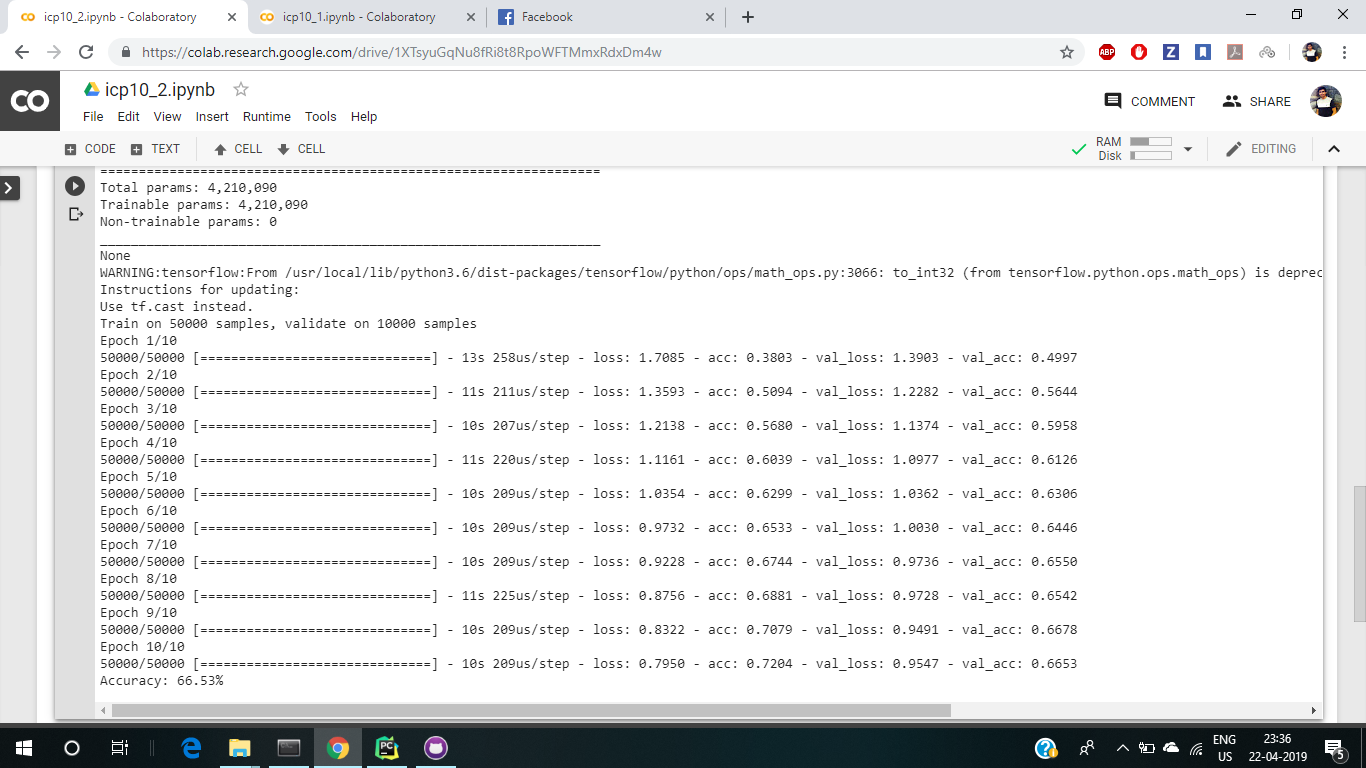 icp10_2.ipynb - Colaboratory
icp10_1.ipynb - Colaboratory
Facebook
https://colab.research.google.com/drive/1XTsyuGqNu8fRi8t8RpoWFTMmxRdxDm4w
ABP
Z
CO
icp10_2.ipynb
COMMENT
SHARE
File Edit View Insert Runtime Tools Help
CODE TEXT CELL CELL
RAM
Disk
EDITING
=================================================================
Total params: 4,210,090
Trainable params: 4,210,090
Non-trainable params: 0
_________________________________________________________________
None
WARNING:tensorflow:From /usr/local/lib/python3.6/dist-packages/tensorflow/python/ops/math_ops.py:3066: to_int32 (from tensorflow.python.ops.math_ops) is deprec
Instructions for updating:
Use tf.cast instead.
Train on 50000 samples, validate on 10000 samples
Epoch 1/10
50000/50000 [==============================] - 13s 258us/step - loss: 1.7085 - acc: 0.3803 - val_loss: 1.3903 - val_acc: 0.4997
Epoch 2/10
50000/50000 [==============================] - 11s 211us/step - loss: 1.3593 - acc: 0.5094 - val_loss: 1.2282 - val_acc: 0.5644
Epoch 3/10
50000/50000 [==============================] - 10s 207us/step - loss: 1.2138 - acc: 0.5680 - val_loss: 1.1374 - val_acc: 0.5958
Epoch 4/10
50000/50000 [==============================] - 11s 220us/step - loss: 1.1161 - acc: 0.6039 - val_loss: 1.0977 - val_acc: 0.6126
Epoch 5/10
50000/50000 [==============================] - 10s 209us/step - loss: 1.0354 - acc: 0.6299 - val_loss: 1.0362 - val_acc: 0.6306
Epoch 6/10
50000/50000 [==============================] - 10s 209us/step - loss: 0.9732 - acc: 0.6533 - val_loss: 1.0030 - val_acc: 0.6446
Epoch 7/10
50000/50000 [==============================] - 10s 209us/step - loss: 0.9228 - acc: 0.6744 - val_loss: 0.9736 - val_acc: 0.6550
Epoch 8/10
50000/50000 [==============================] - 11s 225us/step - loss: 0.8756 - acc: 0.6881 - val_loss: 0.9728 - val_acc: 0.6542
Epoch 9/10
50000/50000 [==============================] - 10s 209us/step - loss: 0.8322 - acc: 0.7079 - val_loss: 0.9491 - val_acc: 0.6678
Epoch 10/10
50000/50000 [==============================] - 10s 209us/step - loss: 0.7950 - acc: 0.7204 - val_loss: 0.9547 - val_acc: 0.6653
Accuracy: 66.53%
PC
ENG
US
23:36
22-04-2019
5